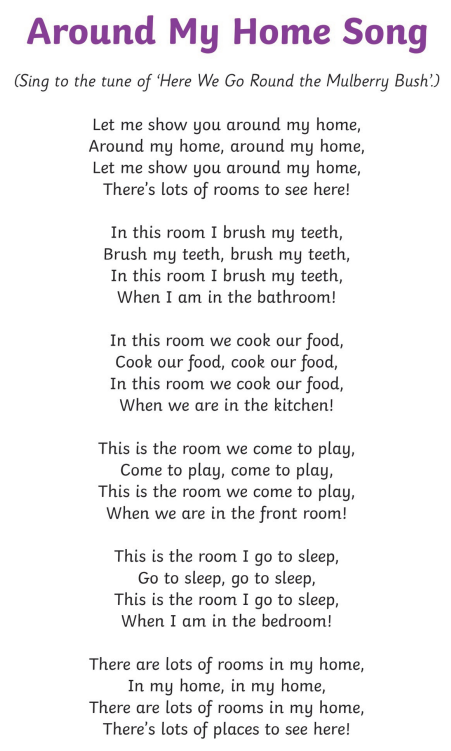 Around My Home Song
(Sing to the tune of ‘Here We Go Round the Mulberry Bush’.)
Let me show you around my home,
Around my home, around my home,
Let me show you around my home,
There’s lots of rooms to see here!
In this room I brush my teeth,
Brush my teeth, brush my teeth,
In this room I brush my teeth,
When I am in the bathroom!
In this room we cook our food,
Cook our food, cook our food,
In this room we cook our food,
When we are in the kitchen!
This is the room we come to play,
Come to play, come to play,
This is the room we come to play,
When we are in the front room!
This is the room I go to sleep,
Go to sleep, go to sleep,
This is the room I go to sleep,
When I am in the bedroom!
There are lots of rooms in my home,
In my home, in my home,
There are lots of rooms in my home,
There’s lots of places to see here!